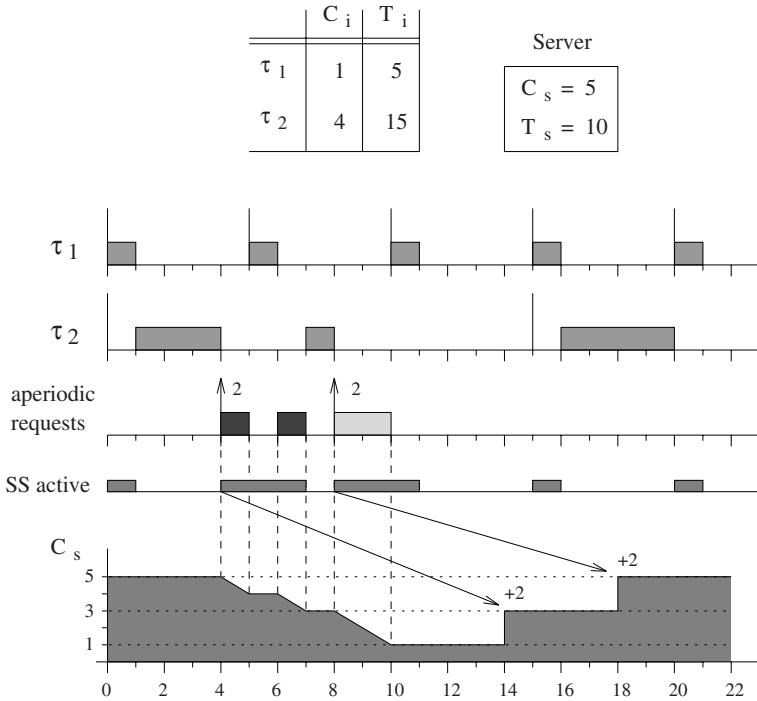 C i T i
τ 1 1 5
τ 2 4 15
Server
C s = 5
T s = 10
τ 1
τ 2
aperiodic
requests
2
2
SS active
C s
+2
+2
5
3
1
0 2 4 6 8 10 12 14 16 18 20 22